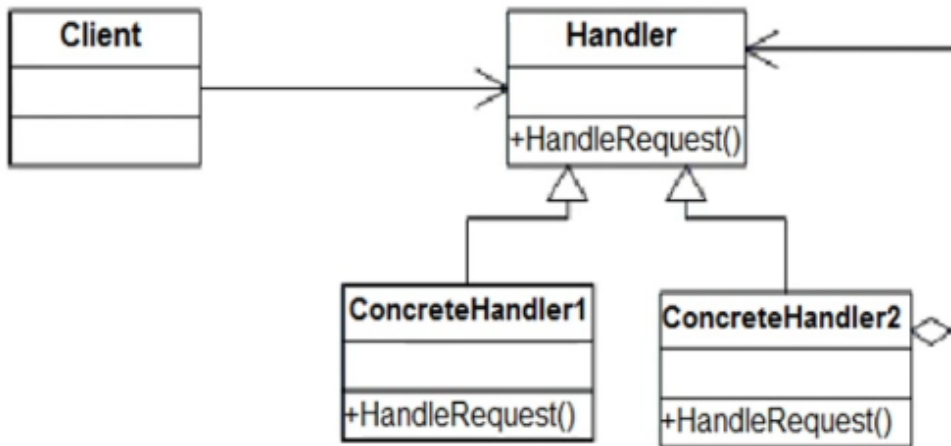 Client
Handler
+HandleRequest()
ConcreteHandler1
+HandleRequest()
ConcreteHandler2
+HandleRequest()